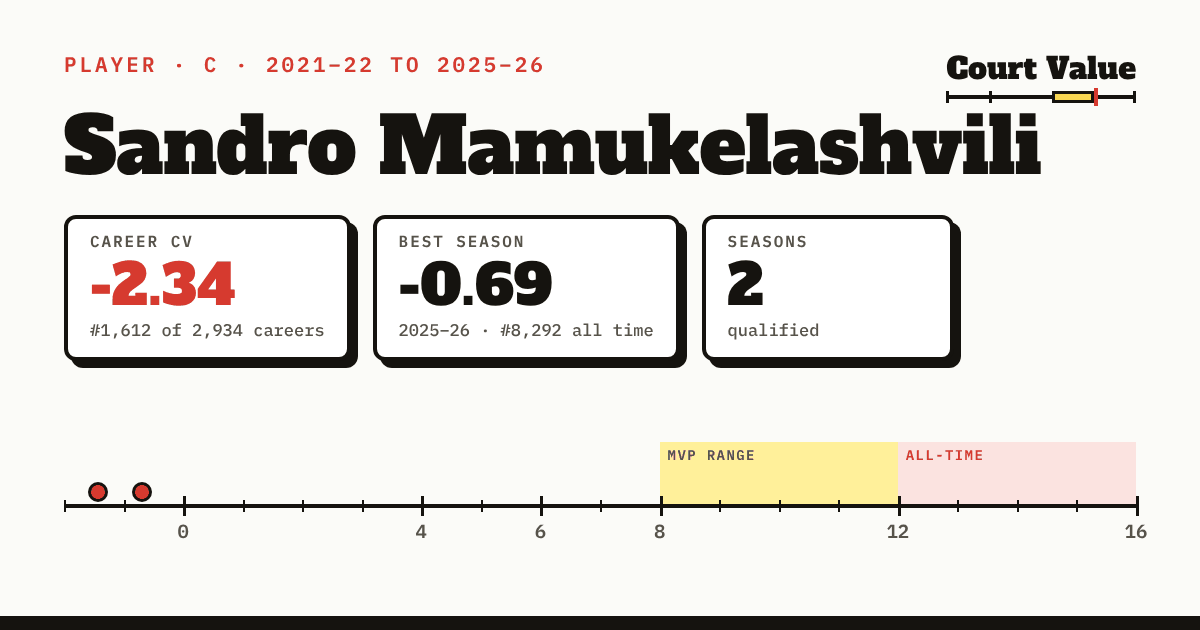 PLAYER · C · 2021–22 TO 2025–26
Court Value
Sandro Mamukelashvili
CAREER CV
-2.34
#1,612 of 2,934 careers
BEST SEASON
-0.69
2025–26 · #8,292 all time
SEASONS
2
qualified
MVP RANGE
ALL-TIME
0 4 6 8 12 16